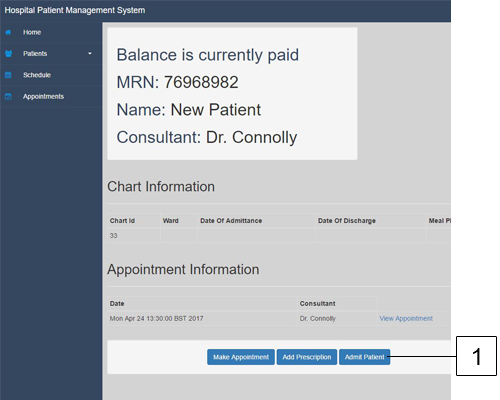 Hospital Patient Management System
Home
Patients
Schedule
Appointments
Balance is currently paid
MRN: 76968982
Name: New Patient
Consultant: Dr. Connolly
Chart Information
Chart Id Ward Date Of Admittance Date Of Discharge Meal Pl
33
Appointment Information
Date Consultant
Mon Apr 24 13:30:00 BST 2017 Dr. Connolly View Appointment
Make Appointment Add Prescription Admit Patient
1